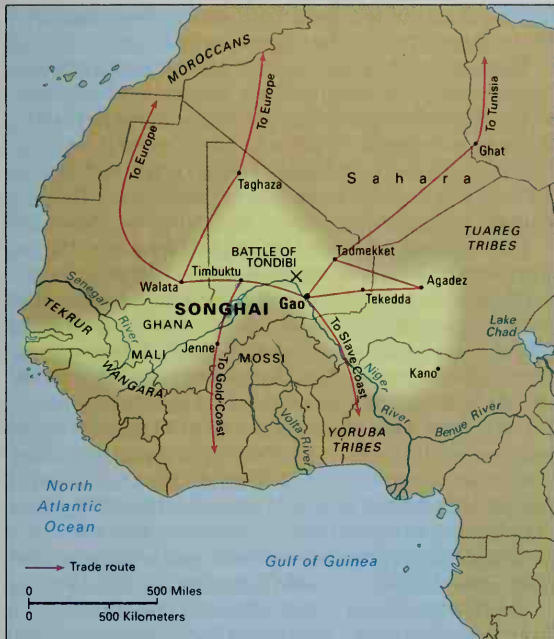 MOROCCANS
To Europe
To Europe
To Tunisia
Ghat
Taghaza
Sahara
TUAREG
TRIBES
BATTLE OF
TONDIBI
Tadmekket
Timbuktu
Walata
Agadez
Tekedda
SONGHAI
Gao
Senegal
River
TEKRUR
GHANA
MALI
WANGARA
Jenne
MOSSI
To Gold Coast
To Slave Coast
Lake
Chad
Kano
Niger
River
Benue River
Volta River
YORUBA
TRIBES
North
Atlantic
Ocean
Gulf of Guinea
Trade route
0 500 Miles
0 500 Kilometers